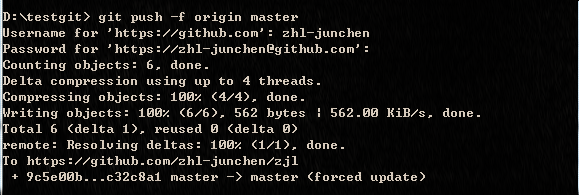 D:\testgit> git push -f origin master
Username for 'https://github.com': zhl-junchen
Password for 'https://zhl-junchen@github.com':
Counting objects: 6, done.
Delta compression using up to 4 threads.
Compressing objects: 100% (4/4), done.
Writing objects: 100% (6/6), 562 bytes | 562.00 KiB/s, done.
Total 6 (delta 1), reused 0 (delta 0)
remote: Resolving deltas: 100% (1/1), done.
To https://github.com/zhl-junchen/zjl
 + 9c5e00b...c32c8a1 master -> master (forced update)